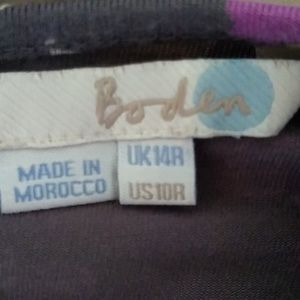 Boden
MADE IN
MOROCCO
UK14R
US10R